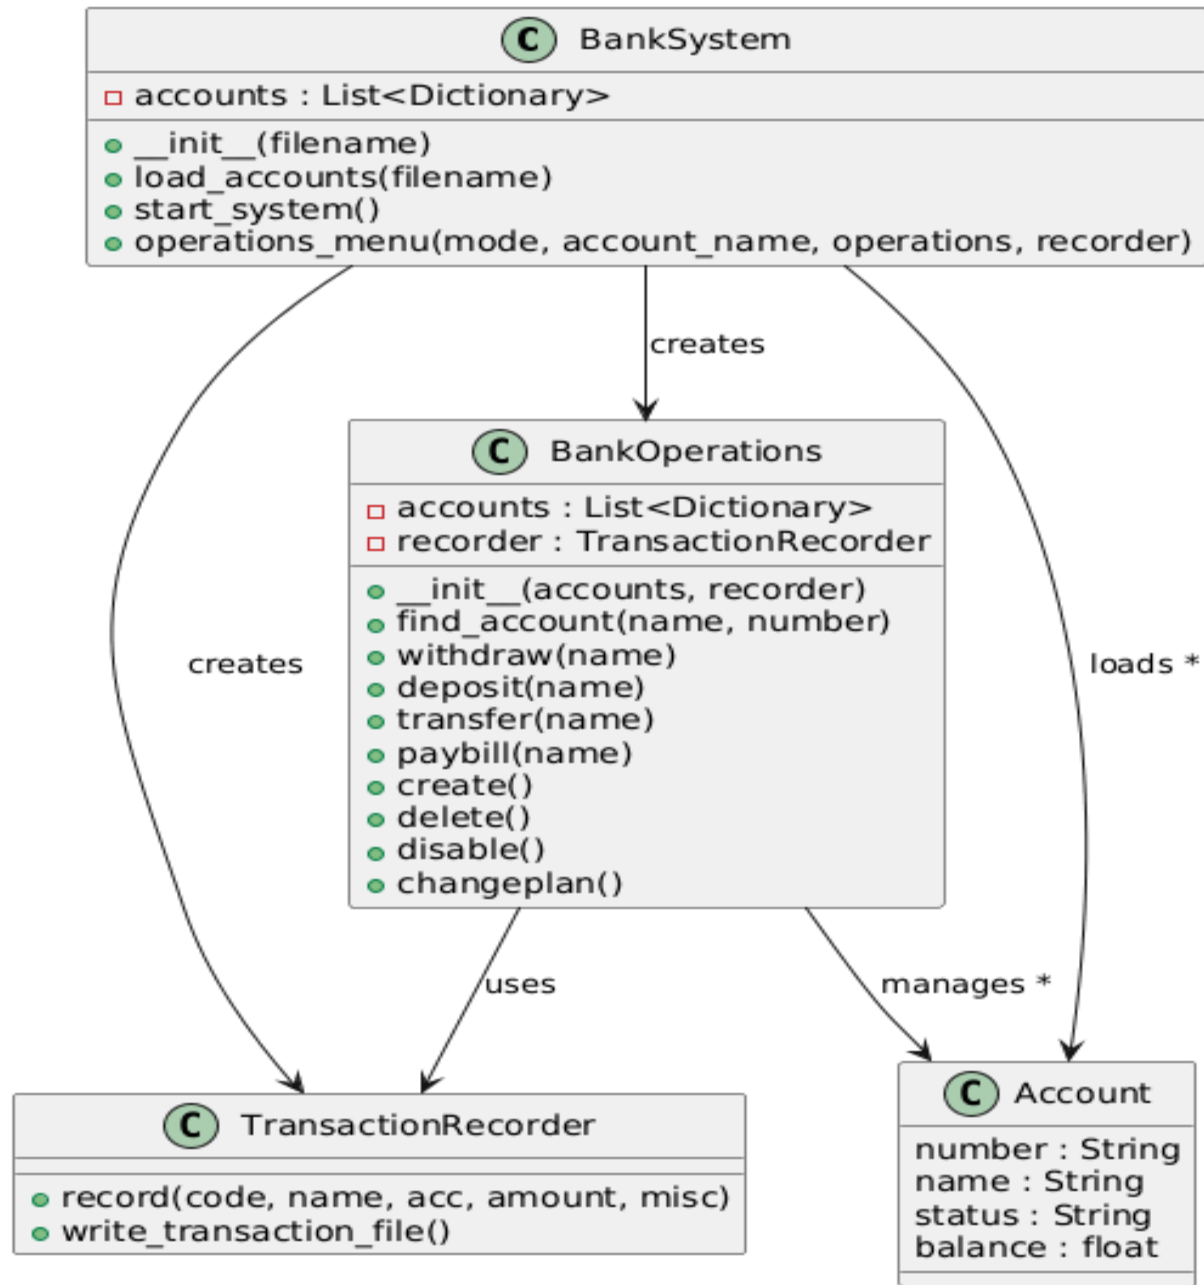 C BankSystem
accounts : List<Dictionary>
__init__(filename)
load_accounts(filename)
start_system()
operations_menu(mode, account_name, operations, recorder)
creates
C BankOperations
accounts : List<Dictionary>
recorder : TransactionRecorder
__init__(accounts, recorder)
find_account(name, number)
withdraw(name)
deposit(name)
transfer(name)
paybill(name)
create()
delete()
disable()
changeplan()
creates
loads *
uses
manages *
C TransactionRecorder
record(code, name, acc, amount, misc)
write_transaction_file()
C Account
number : String
name : String
status : String
balance : float